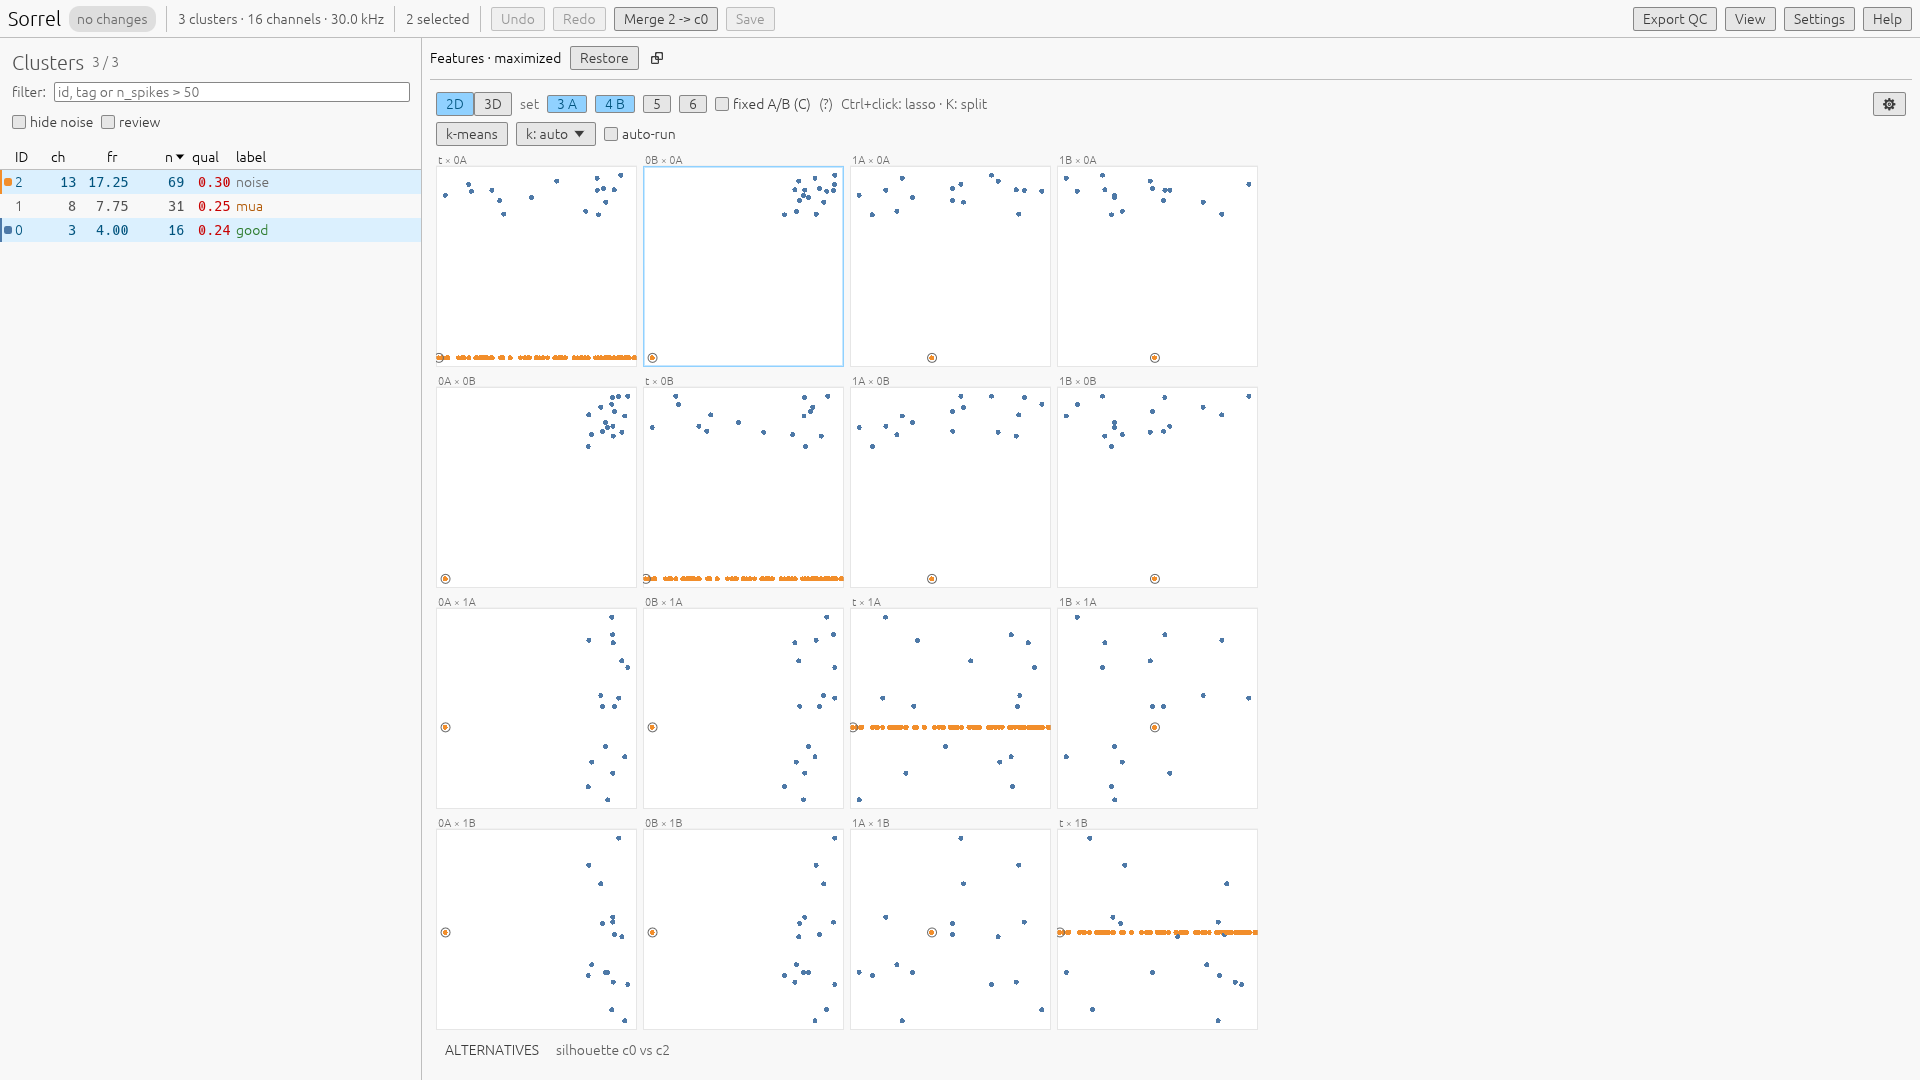 Sorrel no changes 3 clusters · 16 channels · 30.0 kHz 2 selected Undo Redo Merge 2 -> c0 Save Export QC View Settings Help
Clusters 3 / 3
filter: id, tag or n_spikes > 50
hide noise review
ID ch fr n qual label
2 13 17.25 69 0.30 noise
1 8 7.75 31 0.25 mua
0 3 4.00 16 0.24 good
Features · maximized Restore
2D 3D set 3 A 4 B 5 6 fixed A/B (C) (?) Ctrl+click: lasso · K: split
k-means k: auto auto-run
t × 0A 0B × 0A 1A × 0A 1B × 0A
0A × 0B t × 0B 1A × 0B 1B × 0B
0A × 1A 0B × 1A t × 1A 1B × 1A
0A × 1B 0B × 1B 1A × 1B t × 1B
ALTERNATIVES silhouette c0 vs c2